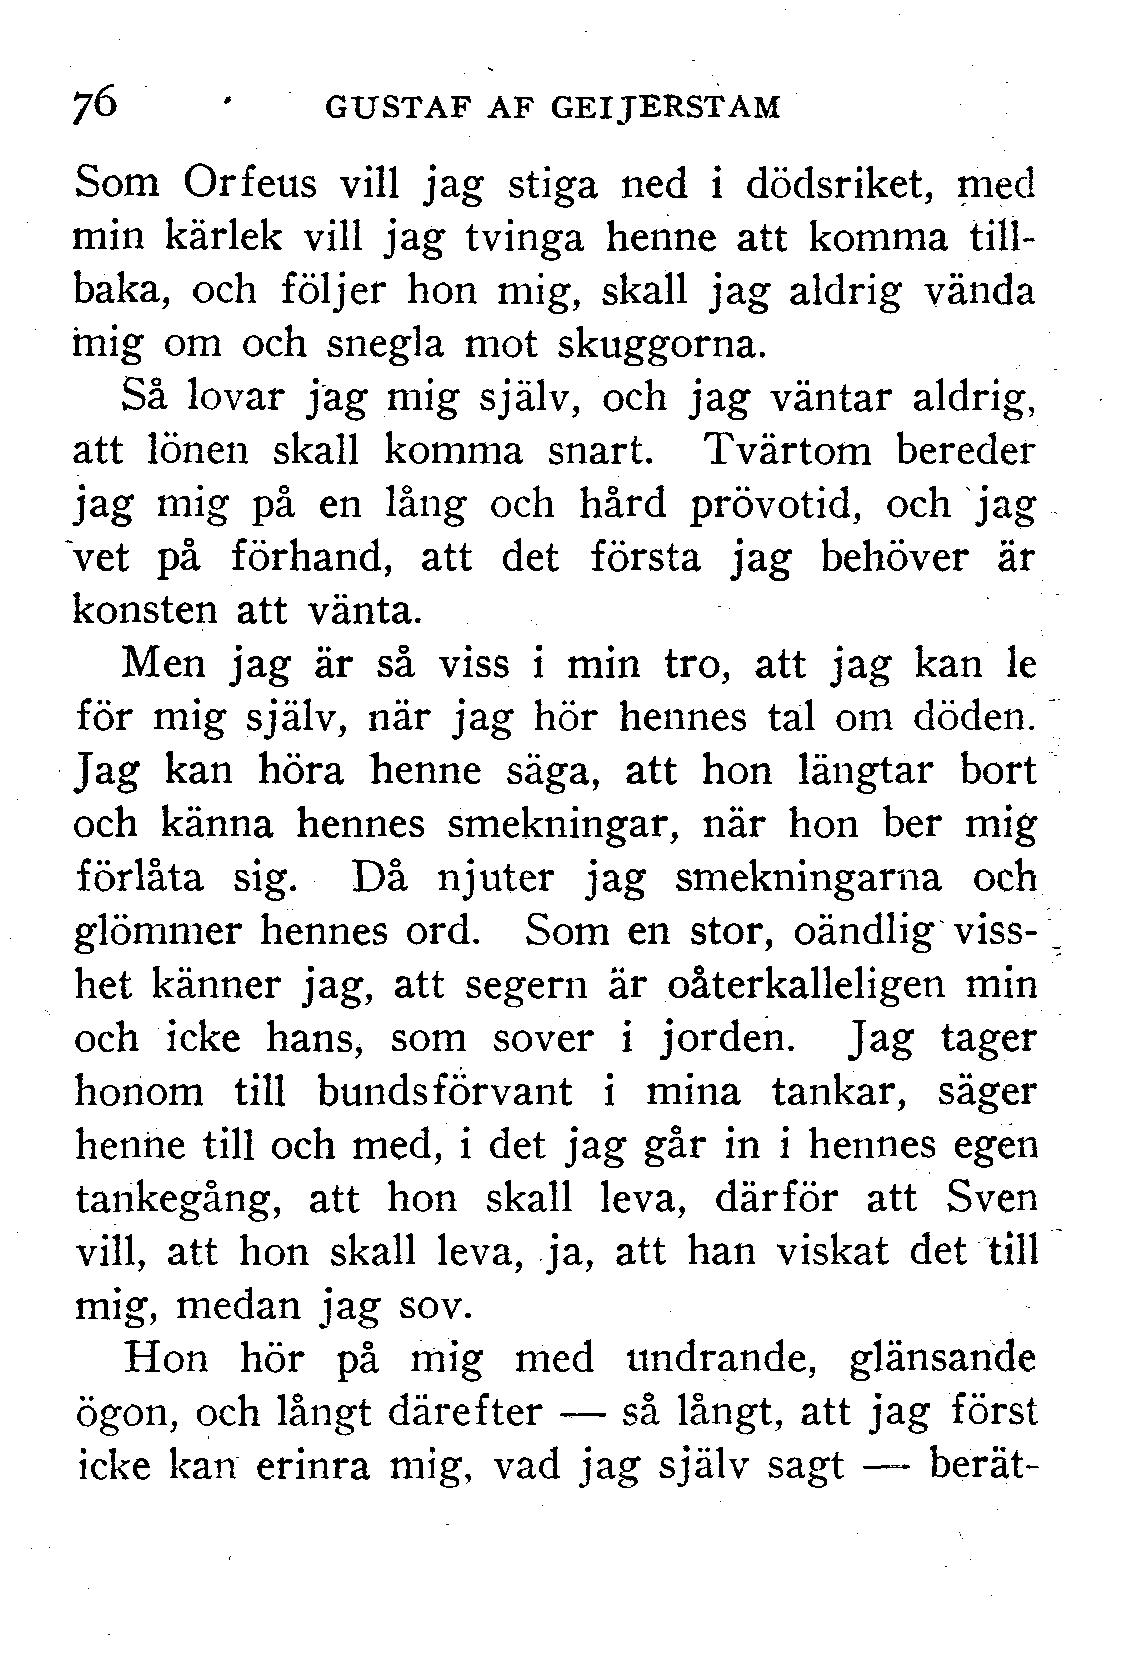 76 GUSTAF AF GEIJERSTAM
Som Orfeus vill jag stiga ned i dödsriket, med
min kärlek vill jag tvinga henne att komma till-
baka, och följer hon mig, skall jag aldrig vända
mig om och snegla mot skuggorna.
Så lovar jag mig själv, och jag väntar aldrig,
att lönen skall komma snart. Tvärtom bereder
jag mig på en lång och hård prövotid, och jag
vet på förhand, att det första jag behöver är
konsten att vänta.
Men jag är så viss i min tro, att jag kan le
för mig själv, när jag hör hennes tal om döden.
Jag kan höra henne säga, att hon längtar bort
och känna hennes smekningar, när hon ber mig
förlåta sig. Då njuter jag smekningarna och
glömmer hennes ord. Som en stor, oändlig viss-
het känner jag, att segern är oåterkalleligen min
och icke hans, som sover i jorden. Jag tager
honom till bundsförvant i mina tankar, säger
henne till och med, i det jag går in i hennes egen
tankegång, att hon skall leva, därför att Sven
vill, att hon skall leva, ja, att han viskat det till
mig, medan jag sov.
Hon hör på mig med undrande, glänsande
ögon, och långt därefter — så långt, att jag först
icke kan erinra mig, vad jag själv sagt — berät-